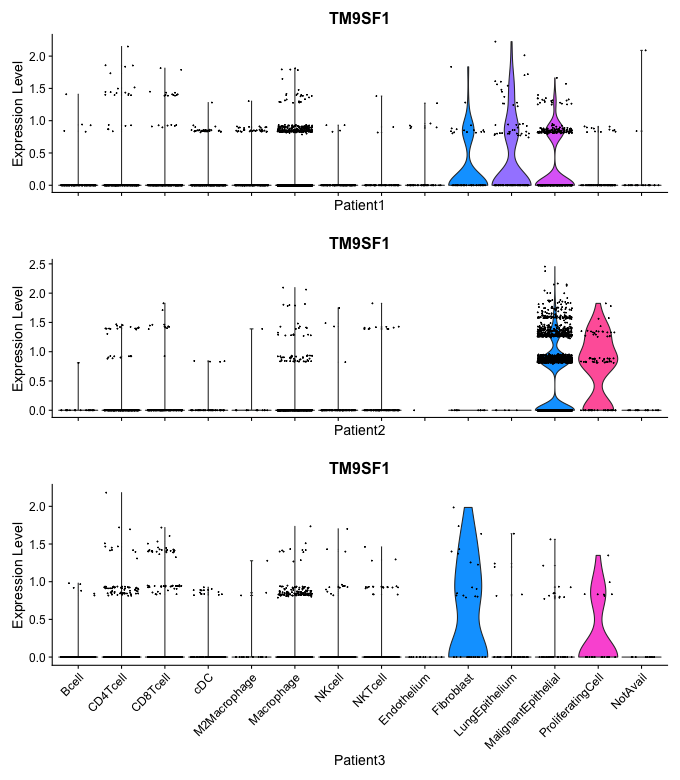 TM9SF1
Expression Level
2.0
1.5
1.0
0.5
0.0
Patient1
TM9SF1
Expression Level
2.5
2.0
1.5
1.0
0.5
0.0
Patient2
TM9SF1
Expression Level
2.0
1.5
1.0
0.5
0.0
Bcell
CD4Tcell
CD8Tcell
cDC
M2Macrophage
Macrophage
NKcell
NKTcell
Endothelium
Fibroblast
LungEpithelium
MalignantEpithelial
ProliferatingCell
NotAvail
Patient3